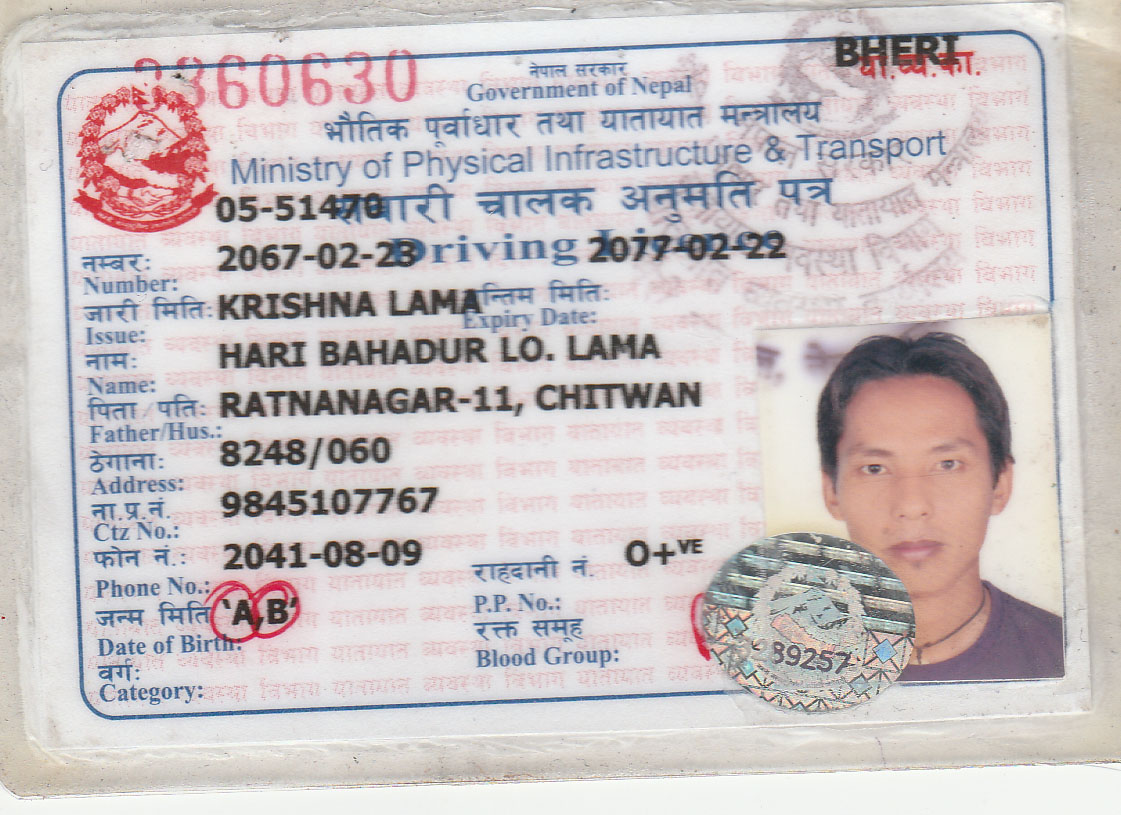 3360630
BHERI
या.व्य.का.
नेपाल सरकार
Government of Nepal
भौतिक पूर्वाधार तथा यातायात मन्त्रालय
Ministry of Physical Infrastructure & Transport
सवारी चालक अनुमति पत्र
05-51470
Driving
2067-02-23
2077-02-22
नम्बर:
Number:
जारी मिति:
KRISHNA LAMA
अन्तिम मिति:
Issue:
Expiry Date:
नाम:
HARI BAHADUR LO. LAMA
Name:
पिता पति:
RATNANAGAR-11, CHITWAN
Father/Hus.:
ठेगाना:
8248/060
Address:
ना.प्र.नं.
9845107767
Ctz No.:
फोन नं.:
2041-08-09
राहदानी नं.
O+VE
Phone No.:
P.P. No.:
जन्म मिति
‘A,B’
रक्त समूह
Date of Birth:
Blood Group:
वर्ग:
Category:
89257